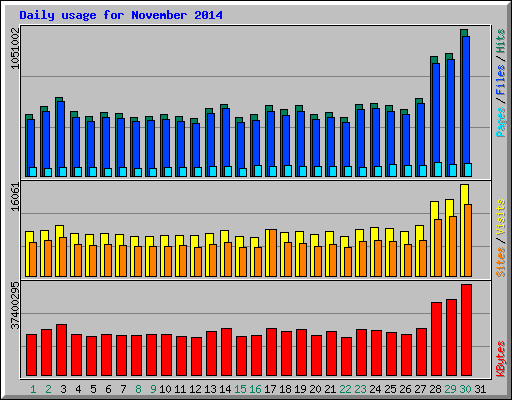 Daily usage for November 2014
1051002
Pages / Files / Hits
16061
Sites / Visits
37400295
KBytes
1 2 3 4 5 6 7 8 9 10 11 12 13 14 15 16 17 18 19 20 21 22 23 24 25 26 27 28 29 30 31